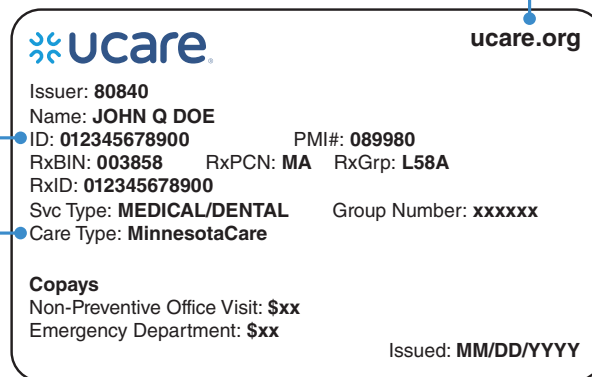 ucare
ucare.org
Issuer: 80840
Name: JOHN Q DOE
ID: 012345678900 PMI#: 089980
RxBIN: 003858 RxPCN: MA RxGrp: L58A
RxID: 012345678900
Svc Type: MEDICAL/DENTAL Group Number: xxxxxx
Care Type: MinnesotaCare
Copays
Non-Preventive Office Visit: $xx
Emergency Department: $xx
Issued: MM/DD/YYYY